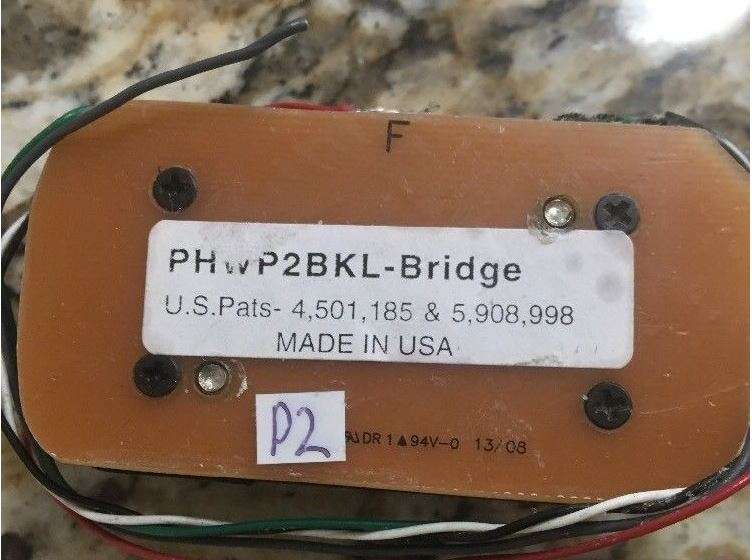 F
PHWP2BKL-Bridge
U.S.Pats- 4,501,185 & 5,908,998
MADE IN USA
P2
DR 1▲94V-0 13/08